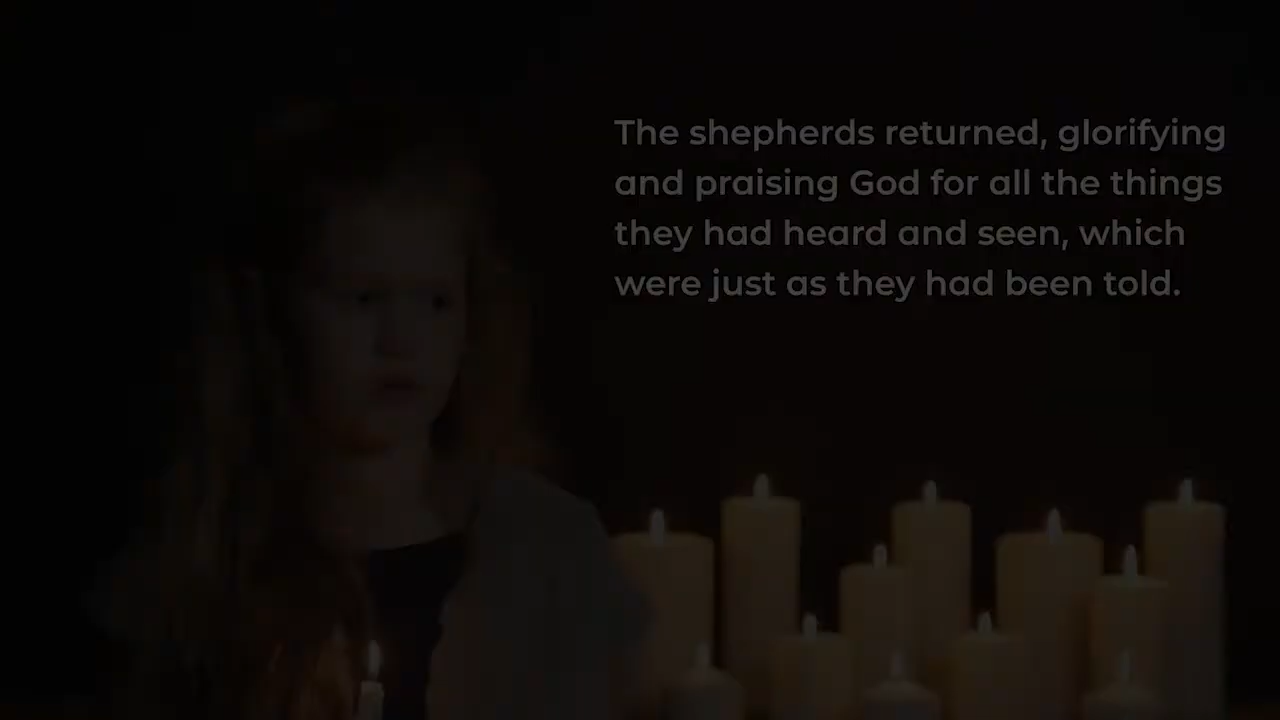 The shepherds returned, glorifying
and praising God for all the things
they had heard and seen, which
were just as they had been told.